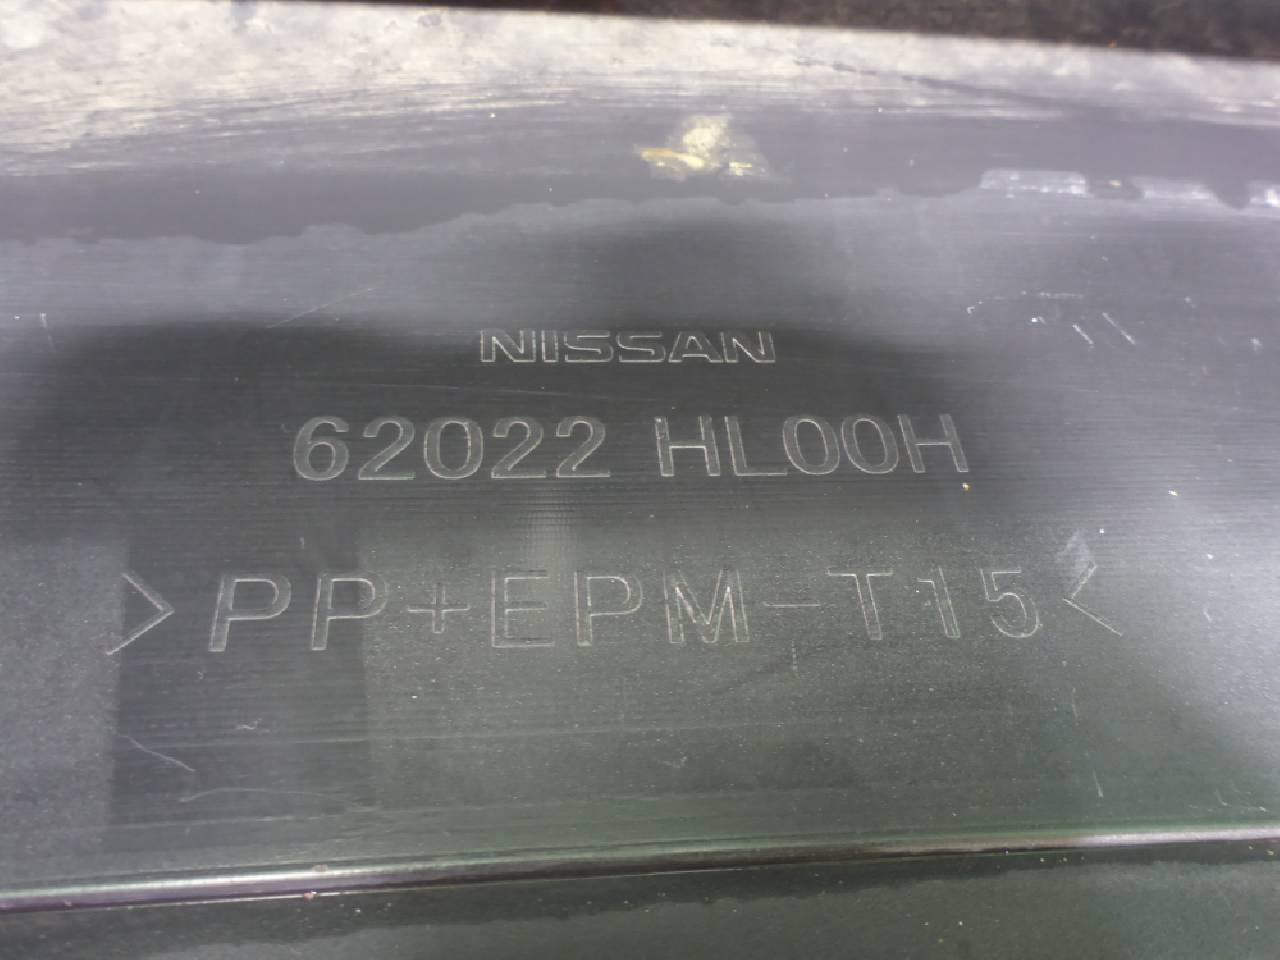 NISSAN
62022 HL00H
>PP+EPM-T15<